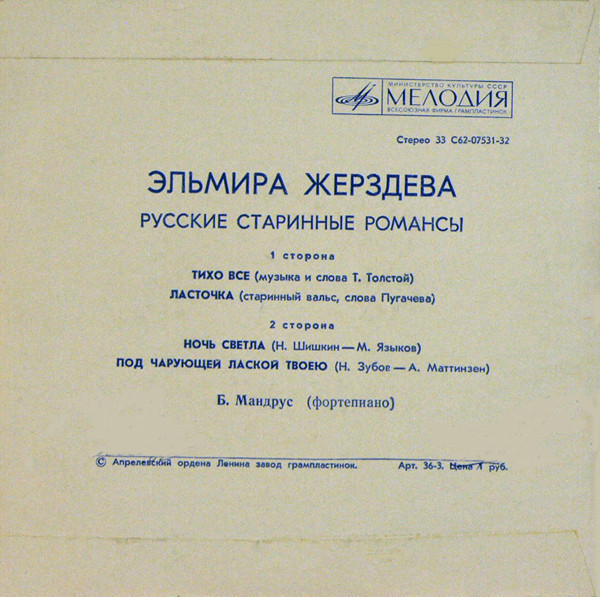 МИНИСТЕРСТВО КУЛЬТУРЫ СССР
МЕЛОДИЯ
ВСЕСОЮЗНАЯ ФИРМА ГРАМПЛАСТИНОК
Стерео 33 С62-07531-32
ЭЛЬМИРА ЖЕРЗДЕВА
РУССКИЕ СТАРИННЫЕ РОМАНСЫ
1 сторона
ТИХО ВСЕ (музыка и слова Т. Толстой)
ЛАСТОЧКА (старинный вальс, слова Пугачева)
2 сторона
НОЧЬ СВЕТЛА (Н. Шишкин — М. Языков)
ПОД ЧАРУЮЩЕЙ ЛАСКОЙ ТВОЕЮ (Н. Зубов — А. Маттизен)
Б. Мандрус (фортепиано)
© Апрелевский ордена Ленина завод грампластинок. Арт. 36-3. Цена 1 руб.